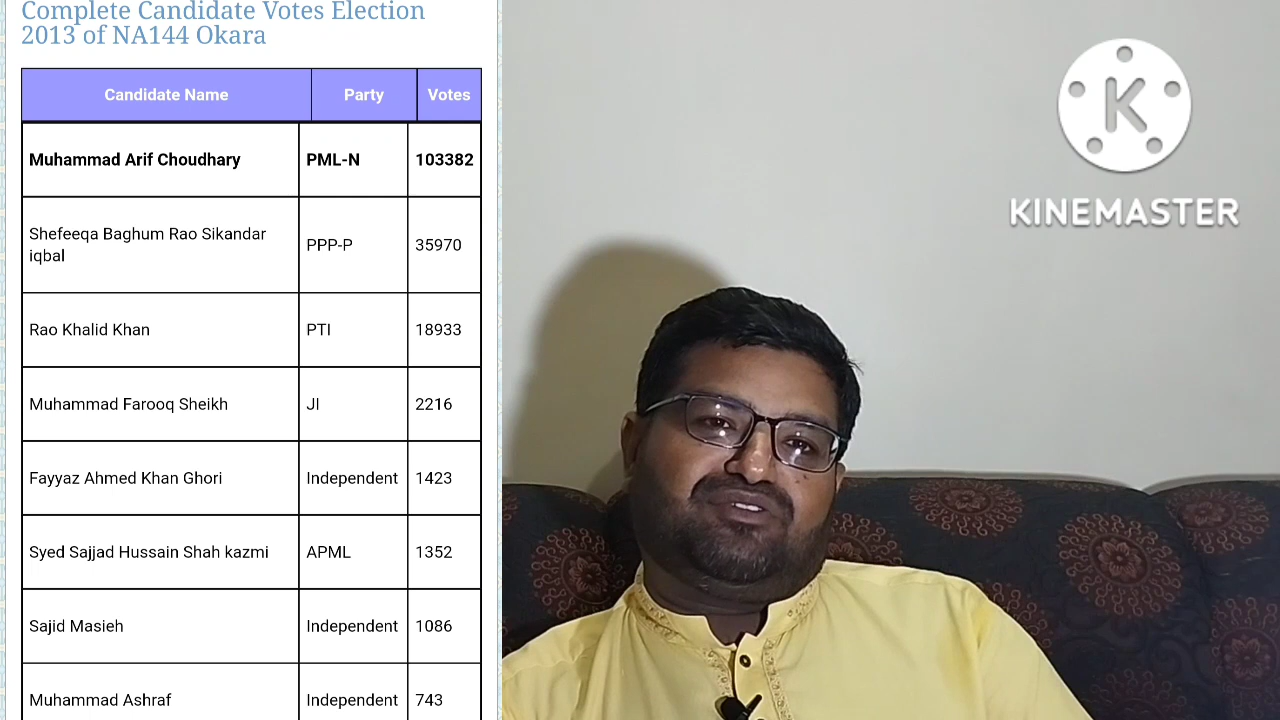 Complete Candidate Votes Election
2013 of NA144 Okara
Candidate Name Party Votes
Muhammad Arif Choudhary PML-N 103382
Shefeeqa Baghum Rao Sikandar
iqbal PPP-P 35970
Rao Khalid Khan PTI 18933
Muhammad Farooq Sheikh JI 2216
Fayyaz Ahmed Khan Ghori Independent 1423
Syed Sajjad Hussain Shah kazmi APML 1352
Sajid Masieh Independent 1086
Muhammad Ashraf Independent 743
K
KINEMASTER